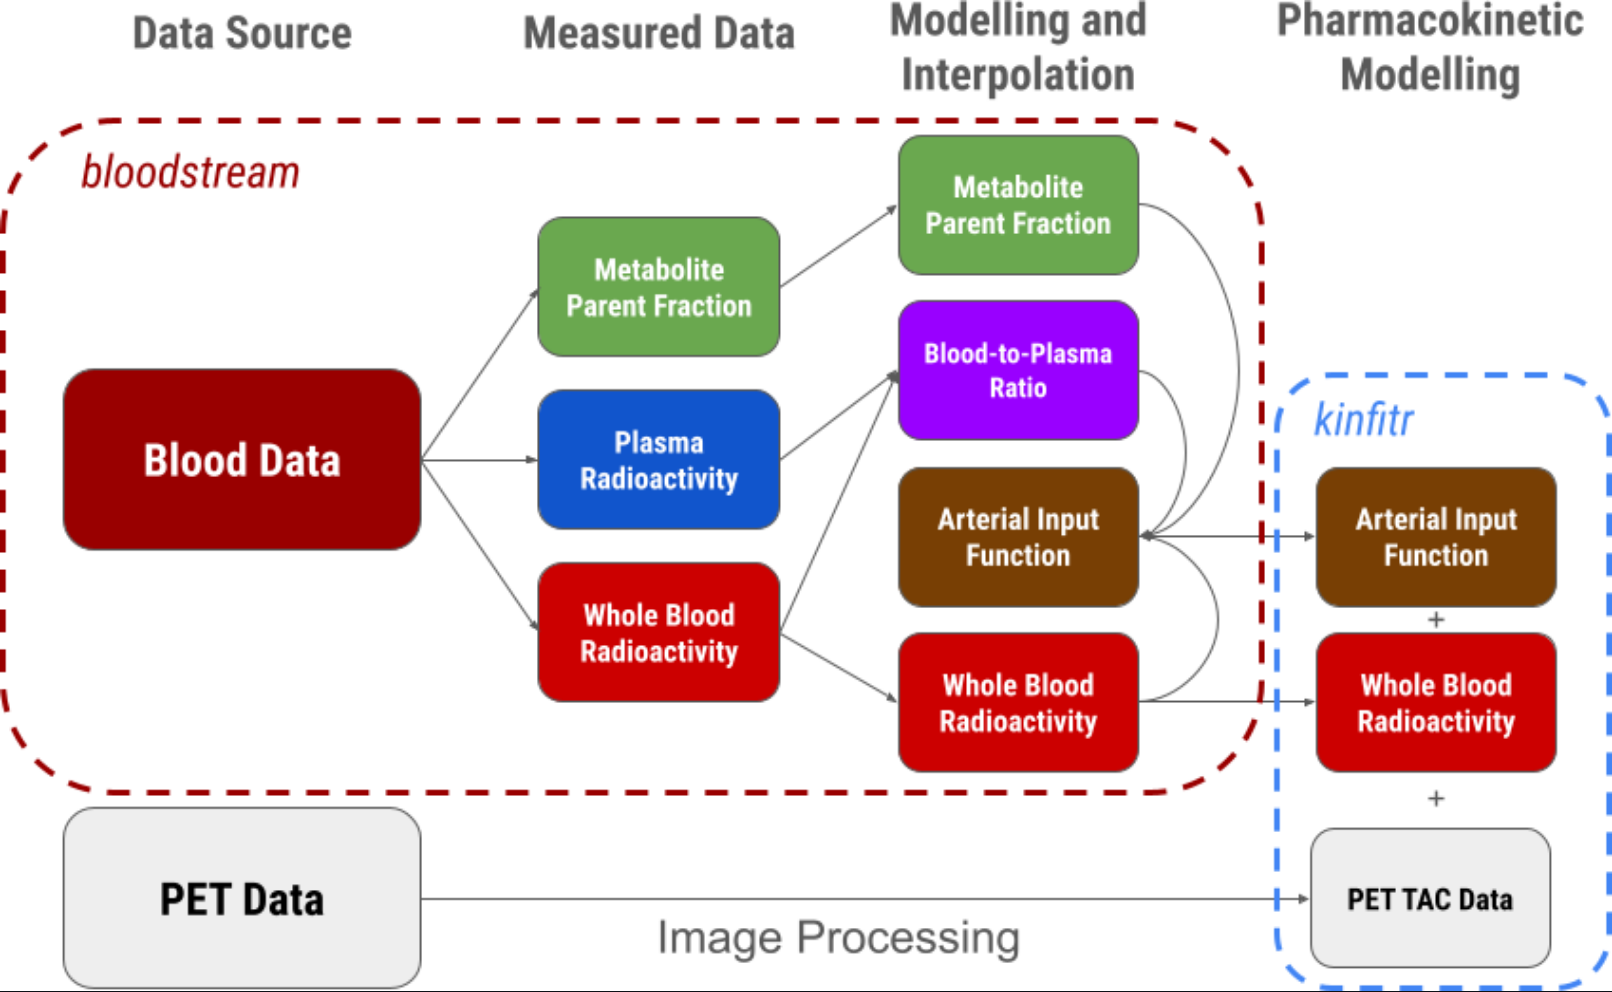 Data Source
Measured Data
Modelling and
Interpolation
Pharmacokinetic
Modelling
bloodstream
Blood Data
Metabolite
Parent Fraction
Plasma
Radioactivity
Whole Blood
Radioactivity
Metabolite
Parent Fraction
Blood-to-Plasma
Ratio
Arterial Input
Function
Whole Blood
Radioactivity
kinfitr
Arterial Input
Function
+
Whole Blood
Radioactivity
+
PET TAC Data
PET Data
Image Processing